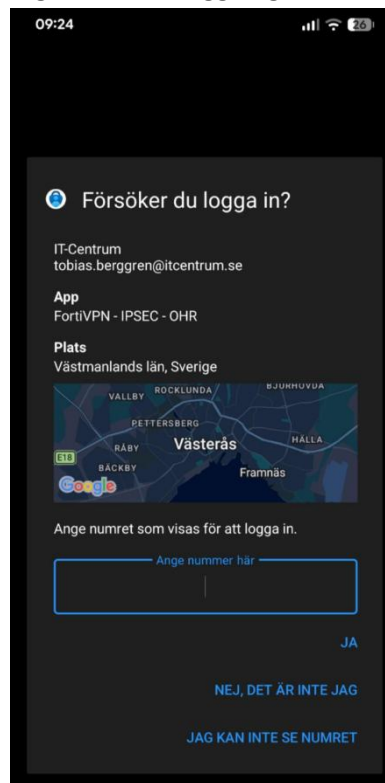 09:24
26
Försöker du logga in?
IT-Centrum
tobias.berggren@itcentrum.se
App
FortiVPN - IPSEC - OHR
Plats
Västmanlands län, Sverige
VALLBY
ROCKLUNDA
BJURHOVDA
PETTERSBERG
RÅBY
Västerås
HÄLLA
E18
BÄCKBY
Framnäs
Google
Ange numret som visas för att logga in.
Ange nummer här
JA
NEJ, DET ÄR INTE JAG
JAG KAN INTE SE NUMRET